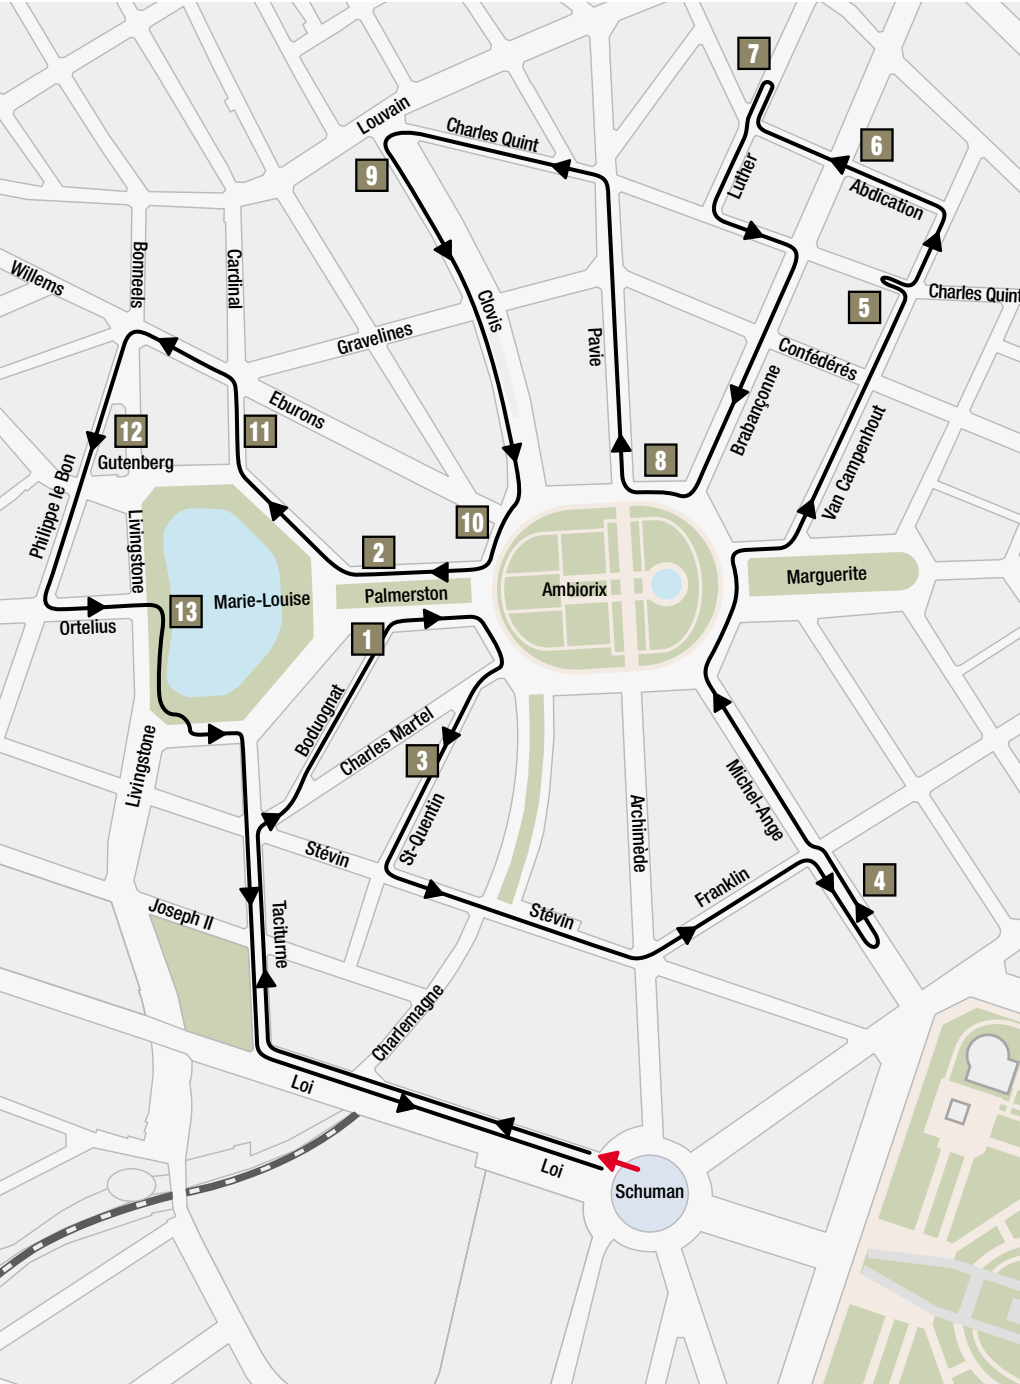 7
Louvain
Charles Quint
6
9
Luther
Abdication
Bonneels
Cardinal
Willems
Clovis
Charles Quint
5
Gravelines
Pavie
Confédérés
Eburons
Brabançonne
12
11
Van Campenhout
Gutenberg
8
Philippe le Bon
10
Livingstone
2
Marguerite
Palmerston
Ambiorix
Marie-Louise
13
Ortelius
1
Boduognat
Charles Martel
3
Livingstone
Michel-Ange
St-Quentin
Archimède
Stévin
4
Franklin
Joseph II
Stévin
Taciturne
Charlemagne
Loi
Loi
Schuman